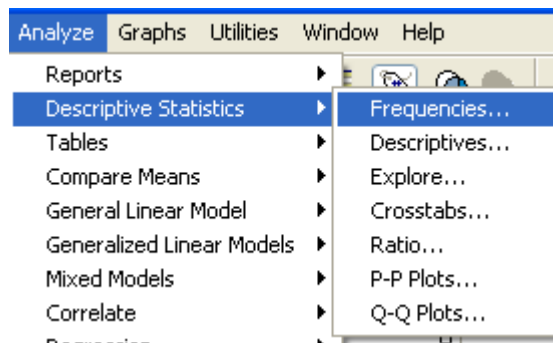 Analyze Graphs Utilities Window Help
Reports
Descriptive Statistics
Tables
Compare Means
General Linear Model
Generalized Linear Models
Mixed Models
Correlate
Frequencies...
Descriptives...
Explore...
Crosstabs...
Ratio...
P-P Plots...
Q-Q Plots...